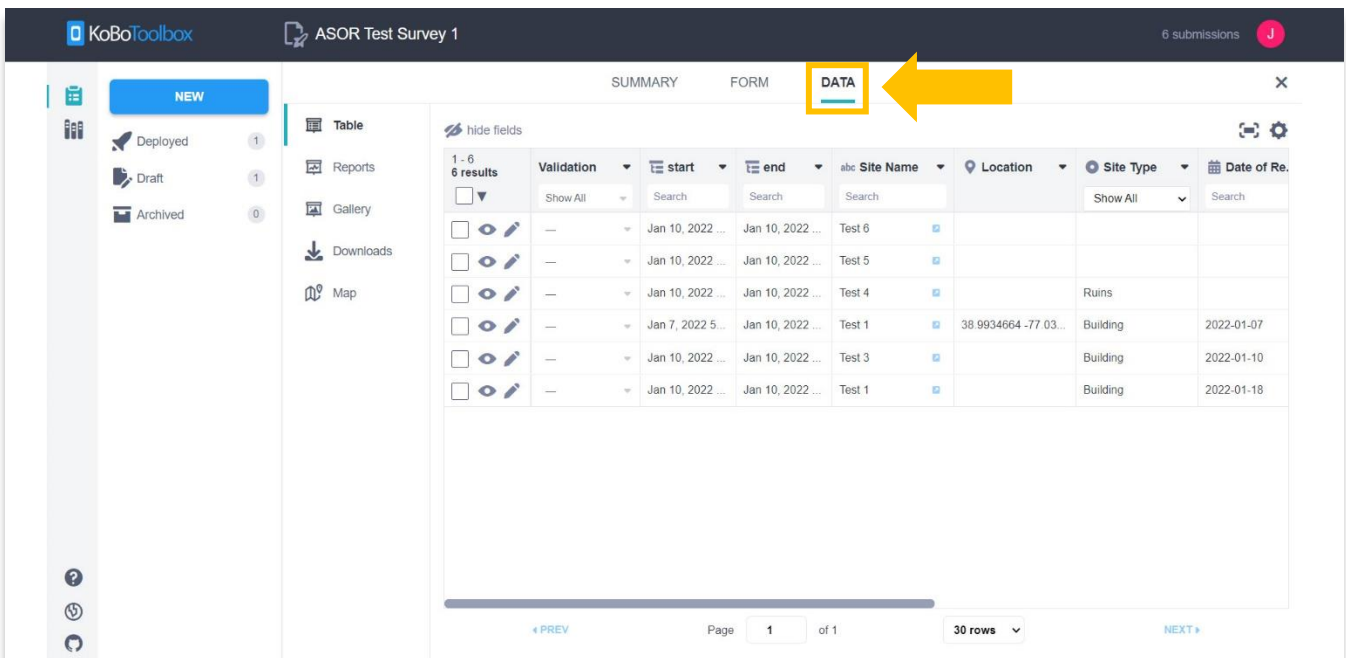 KoBoToolbox
ASOR Test Survey 1
6 submissions
J
NEW
Deployed 1
Draft 1
Archived 0
SUMMARY FORM DATA
Table
Reports
Gallery
Downloads
Map
hide fields
1 - 6
6 results
Validation start end abc Site Name Location Site Type Date of Re.
Show All Search Search Search Show All Search
— Jan 10, 2022 ... Jan 10, 2022 ... Test 6
— Jan 10, 2022 ... Jan 10, 2022 ... Test 5
— Jan 10, 2022 ... Jan 10, 2022 ... Test 4 Ruins
— Jan 7, 2022 5... Jan 10, 2022 ... Test 1 38.9934664 -77 03... Building 2022-01-07
— Jan 10, 2022 ... Jan 10, 2022 ... Test 3 Building 2022-01-10
— Jan 10, 2022 ... Jan 10, 2022 ... Test 1 Building 2022-01-18
PREV Page 1 of 1 30 rows NEXT